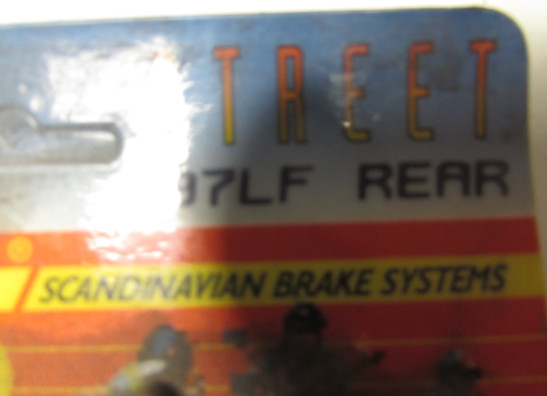 TREET
97LF REAR
SCANDINAVIAN BRAKE SYSTEMS